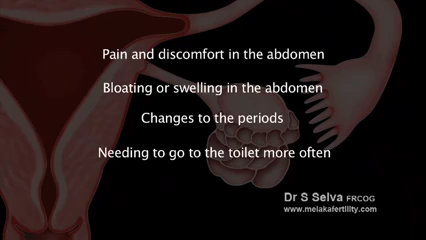 Pain and discomfort in the abdomen
Bloating or swelling in the abdomen
Changes to the periods
Needing to go to the toilet more often
Dr S Selva FRCOG
www.melakafertility.com